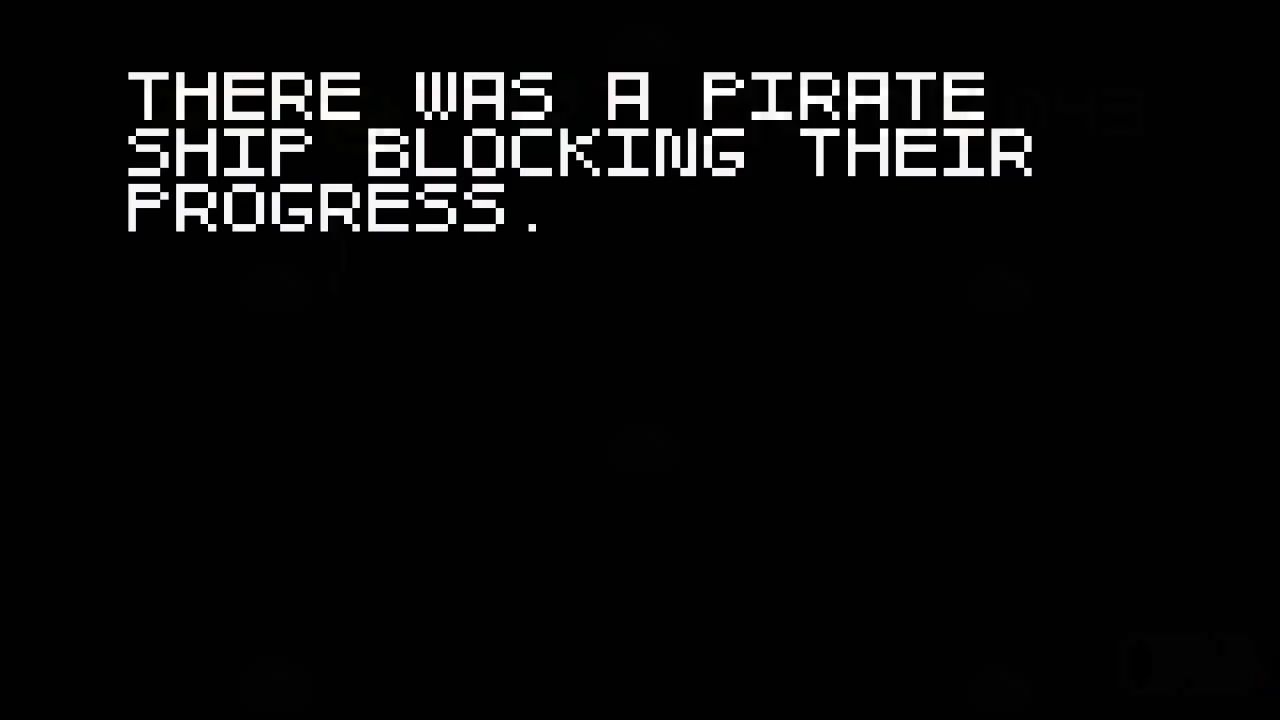 THERE WAS A PIRATE
SHIP BLOCKING THEIR
PROGRESS.